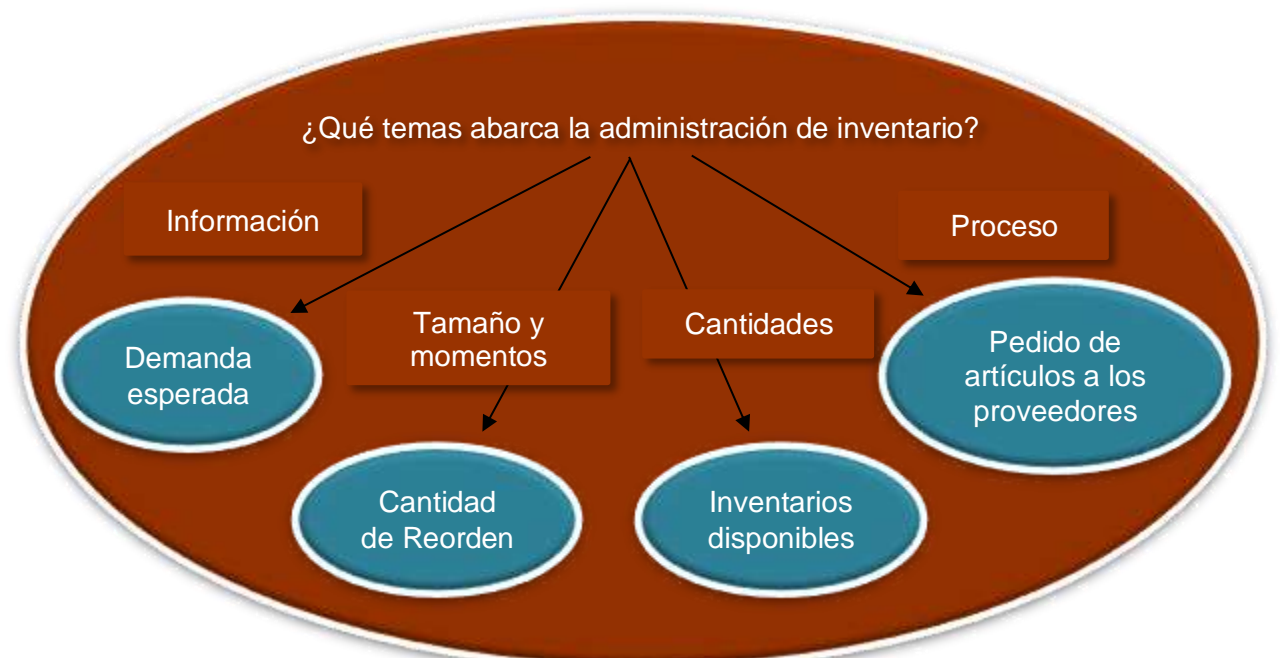 ¿Qué temas abarca la administración de inventario?
Información
Proceso
Tamaño y
momentos
Cantidades
Demanda
esperada
Pedido de
artículos a los
proveedores
Cantidad
de Reorden
Inventarios
disponibles